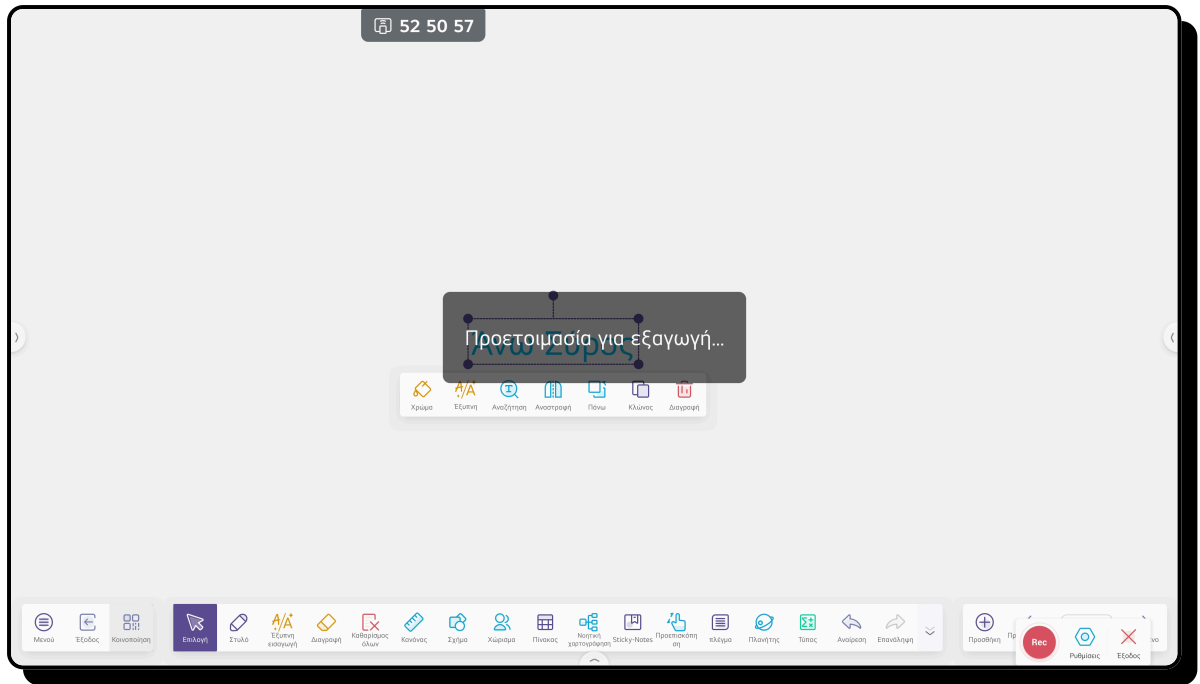 52 50 57
Άνω Σύρος
Προετοιμασία για εξαγωγή...
Χρώμα Έξυπνη Αναζήτηση Αναστροφή Πάνω Κλώνος Διαγραφή
Μενού Έξοδος Κοινοποίηση
Επιλογή Στυλό Έξυπνη εισαγωγή Διαγραφή Καθαρισμός όλων Κανόνας Σχήμα Χώρισμα Πίνακας Νοητική χαρτογράφηση Sticky-Notes Προεπισκόπηση πλέγμα Πλανήτης Τύπος Αναίρεση Επανάληψη
Προσθήκη
Rec Ρυθμίσεις Έξοδος